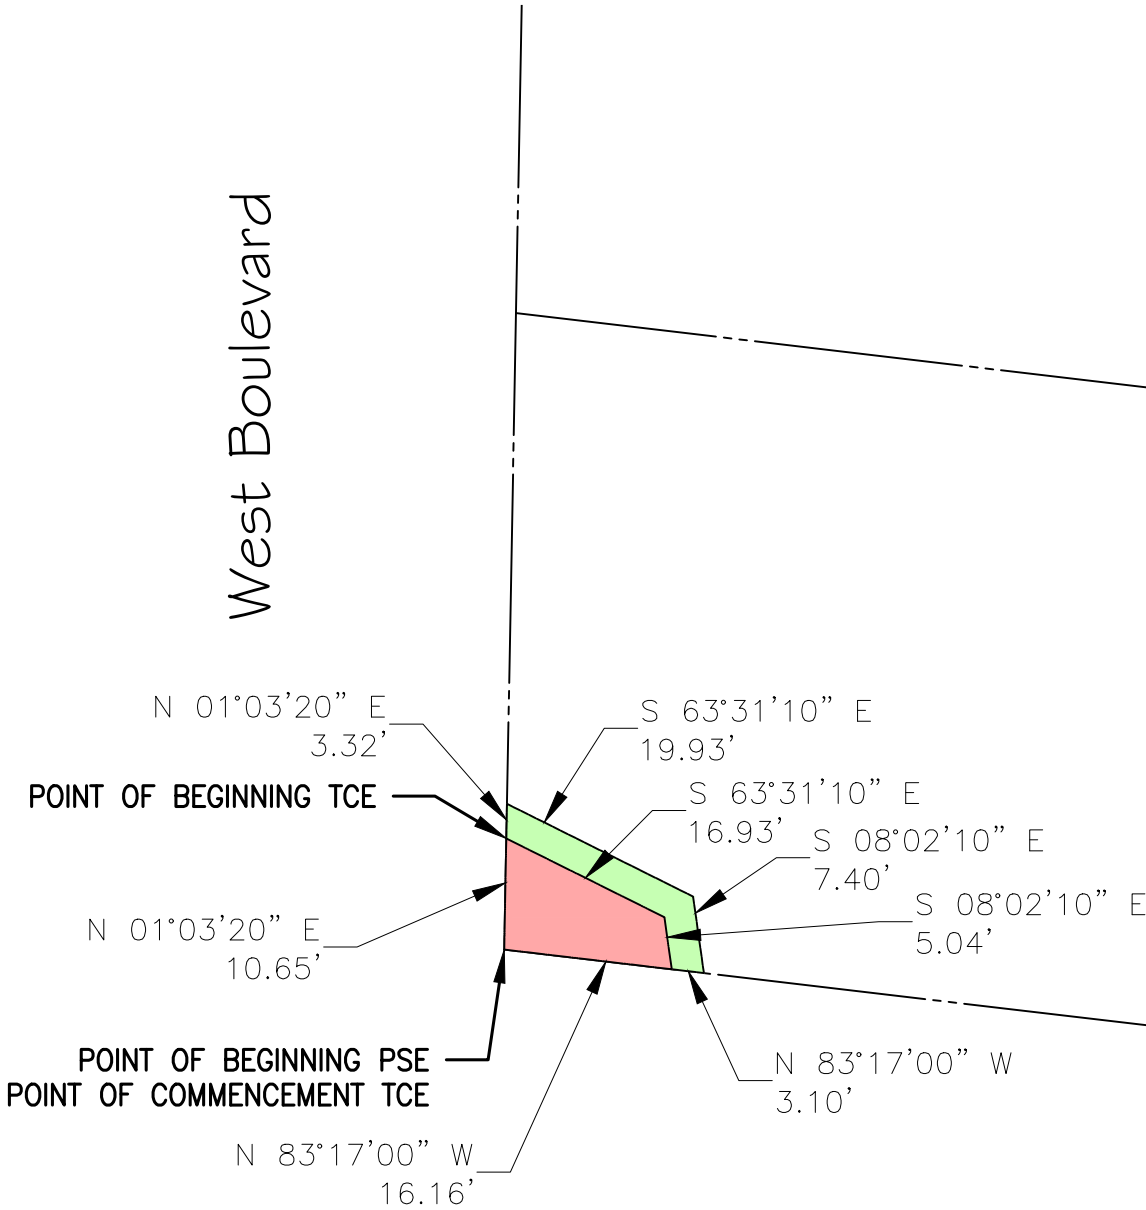 West Boulevard
N 01°03'20" E
3.32'
S 63°31'10" E
19.93'
POINT OF BEGINNING TCE
S 63°31'10" E
16.93'
S 08°02'10" E
7.40'
S 08°02'10" E
5.04'
N 01°03'20" E
10.65'
POINT OF BEGINNING PSE
POINT OF COMMENCEMENT TCE
N 83°17'00" W
3.10'
N 83°17'00" W
16.16'